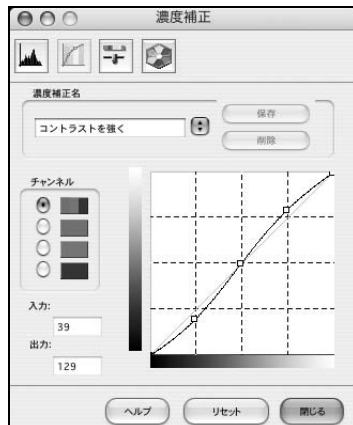 濃度補正
濃度補正名
コントラストを強く
保存
削除
チャンネル
入力:
39
出力:
129
ヘルプ
リセット
閉じる